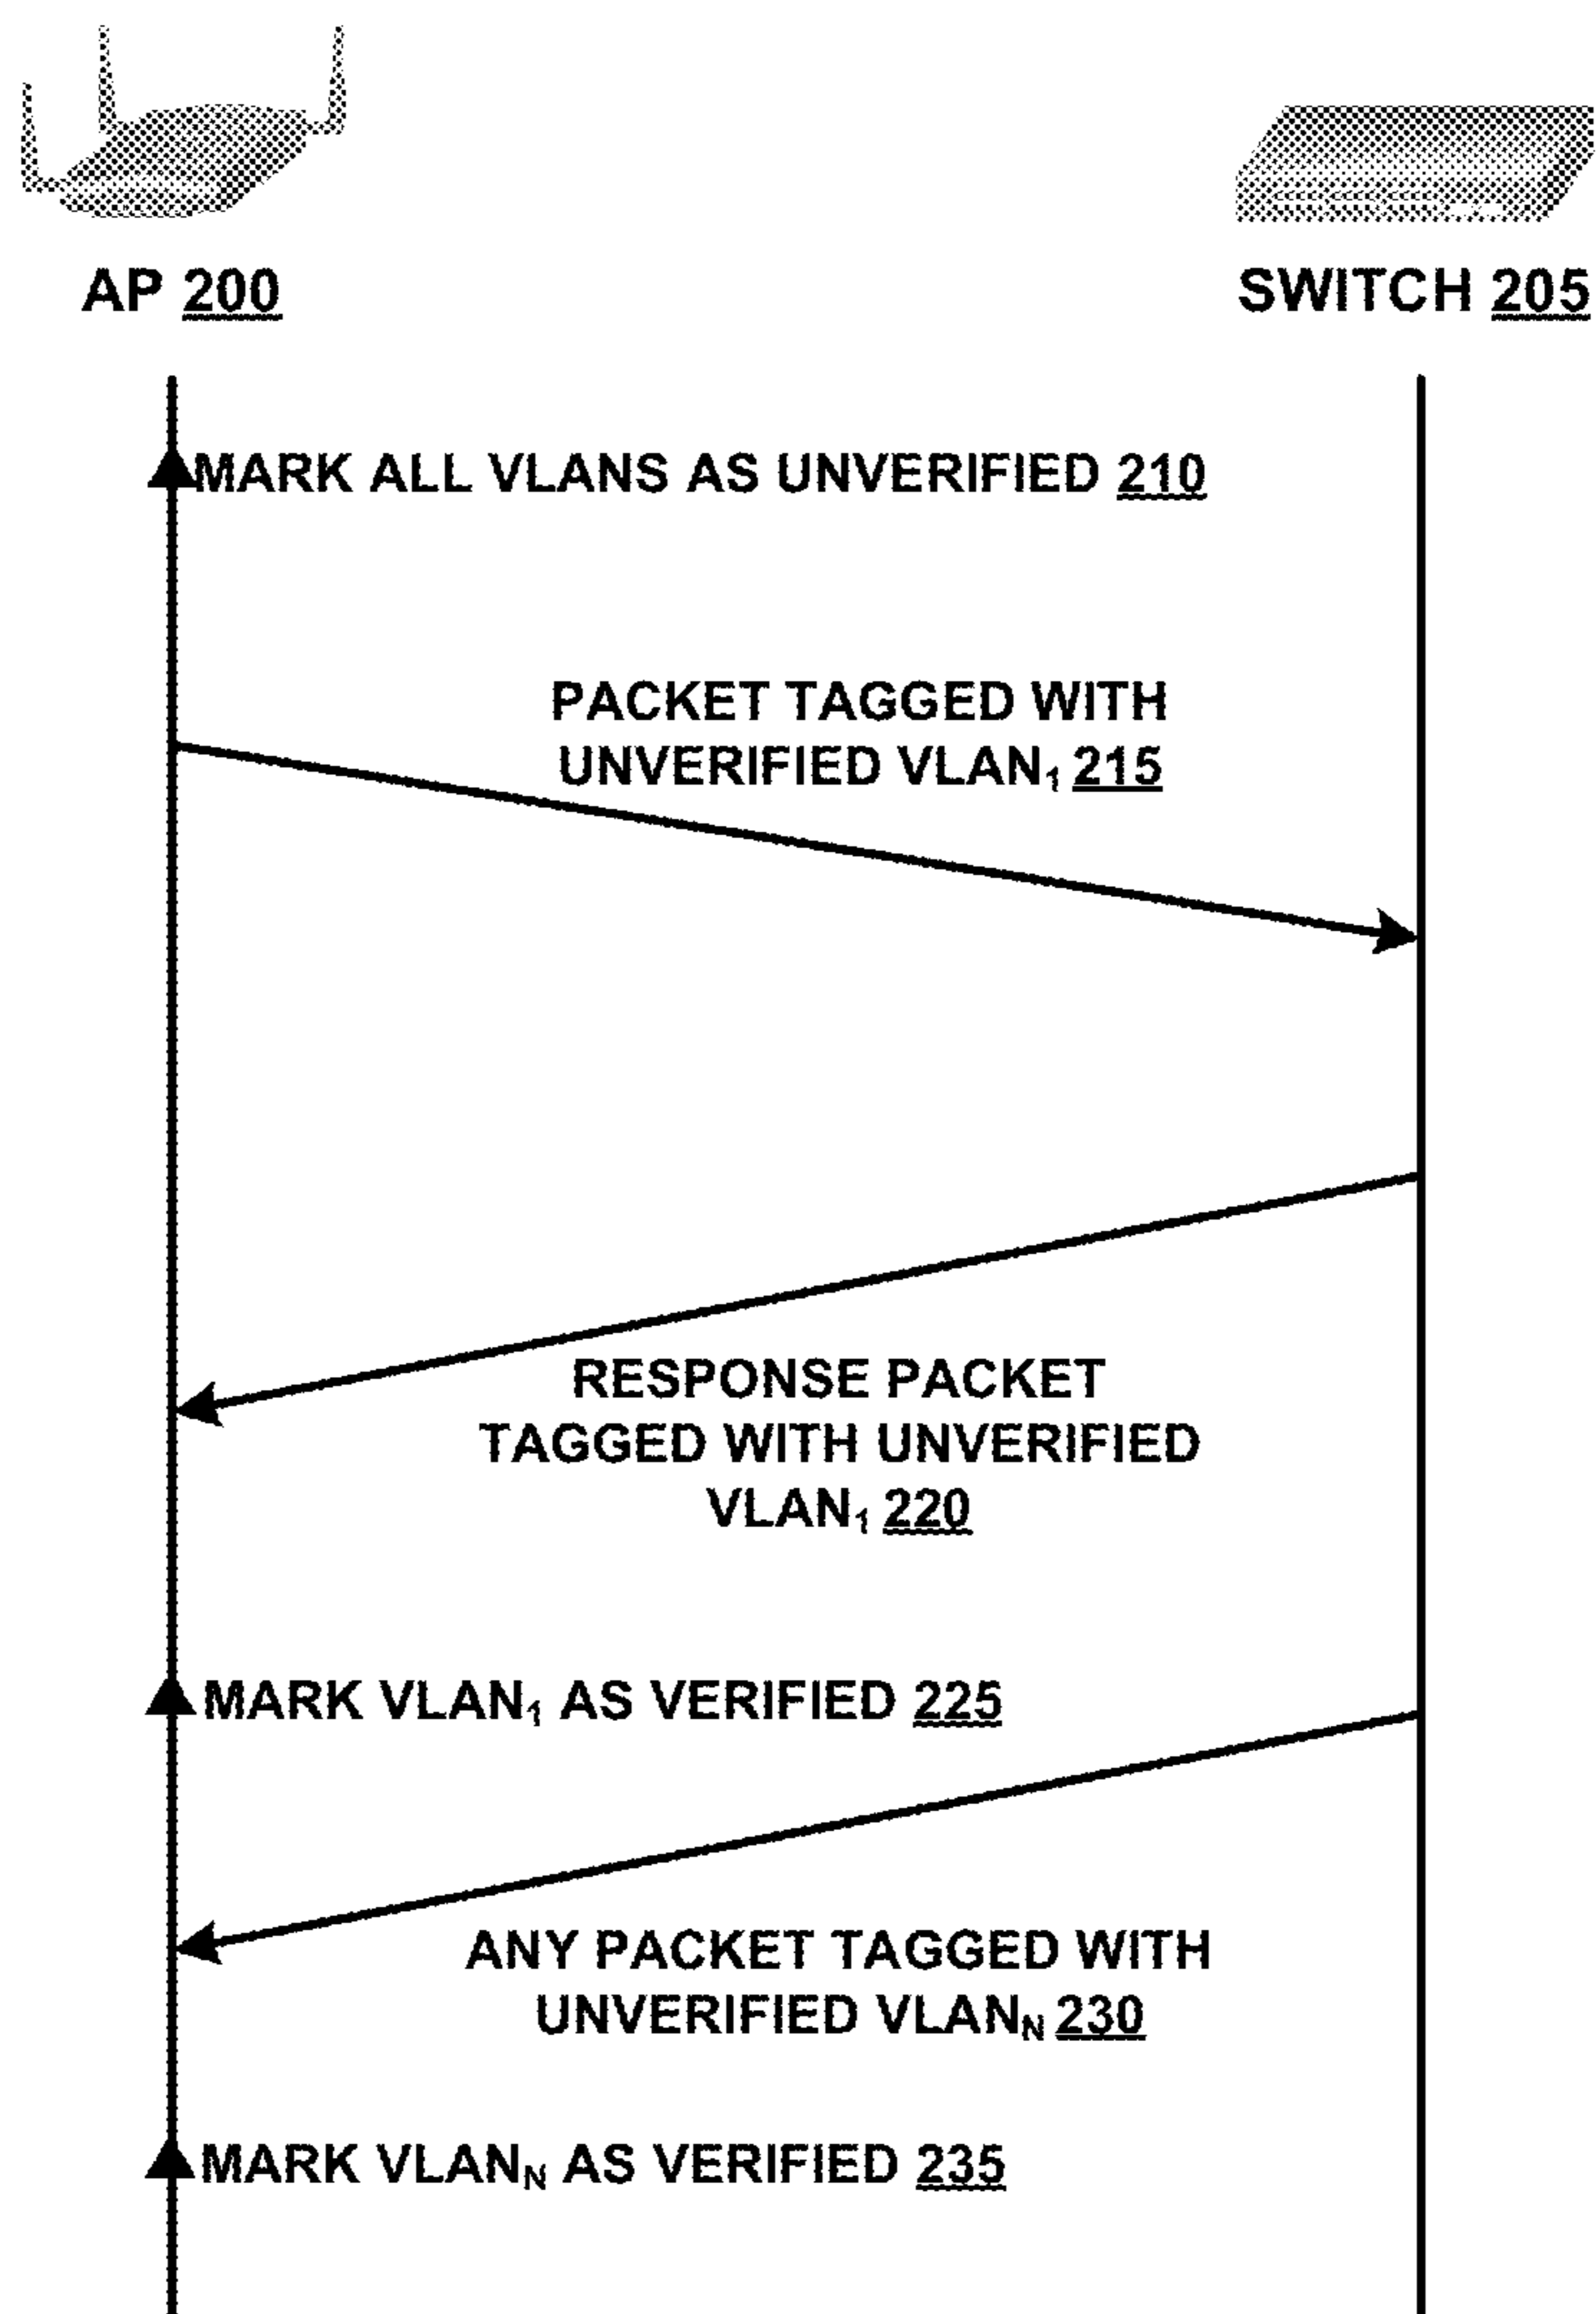 AP 200
SWITCH 205
MARK ALL VLANS AS UNVERIFIED 210
PACKET TAGGED WITH
UNVERIFIED VLAN₁ 215
RESPONSE PACKET
TAGGED WITH UNVERIFIED
VLAN₁ 220
MARK VLAN₁ AS VERIFIED 225
ANY PACKET TAGGED WITH
UNVERIFIED VLANN 230
MARK VLANN AS VERIFIED 235